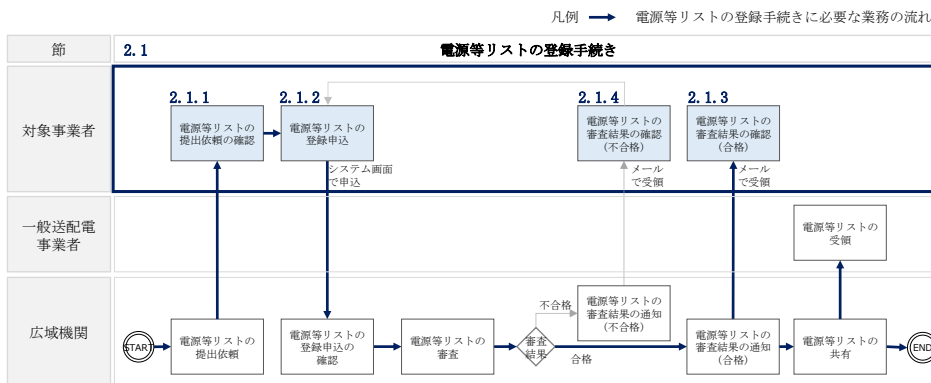 凡例 電源等リストの登録手続きに必要な業務の流れ
節 2.1 電源等リストの登録手続き
対象事業者
2.1.1
電源等リストの
提出依頼の確認
2.1.2
電源等リストの
登録申込
システム画面
で申込
2.1.4
電源等リストの
審査結果の確認
(不合格)
メール
で受領
2.1.3
電源等リストの
審査結果の確認
(合格)
メール
で受領
一般送配電
事業者
電源等リストの
受領
広域機関
START
電源等リストの
提出依頼
電源等リストの
登録申込の
確認
電源等リストの
審査
審査
結果
不合格
合格
電源等リストの
審査結果の通知
(不合格)
電源等リストの
審査結果の通知
(合格)
電源等リストの
共有
END